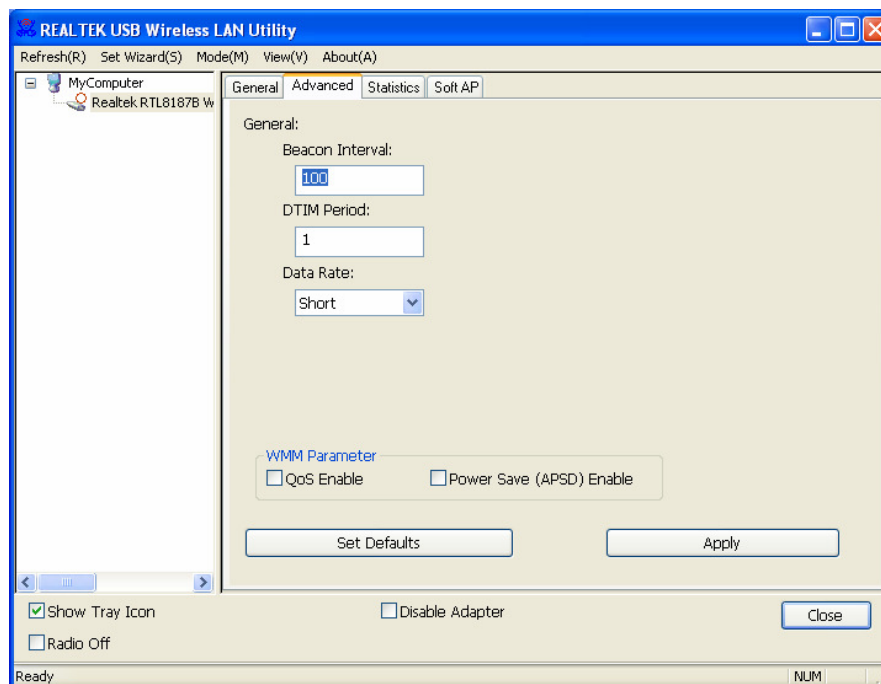 REALTEK USB Wireless LAN Utility
Refresh(R) Set Wizard(S) Mode(M) View(V) About(A)
MyComputer
Realtek RTL8187B W
General Advanced Statistics Soft AP
General:
Beacon Interval:
100
DTIM Period:
1
Data Rate:
Short
WMM Parameter
QoS Enable Power Save (APSD) Enable
Set Defaults Apply
Show Tray Icon Disable Adapter Close
Radio Off
Ready NUM